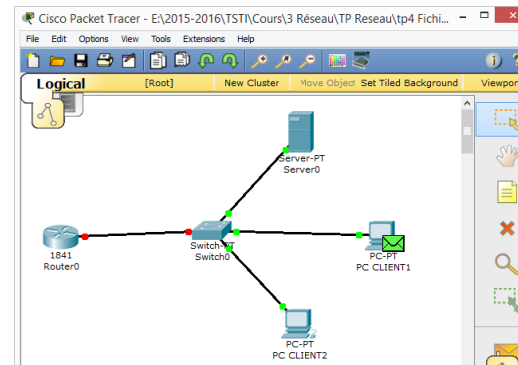 Cisco Packet Tracer - E:\2015-2016\TSTI\Cours\3 Réseau\TP Reseau\tp4 Fichi...
File Edit Options View Tools Extensions Help
Logical [Root] New Cluster Move Object Set Tiled Background Viewpor
Server-PT
Server0
1841
Router0
Switch-PT
Switch0
PC-PT
PC CLIENT1
PC-PT
PC CLIENT2